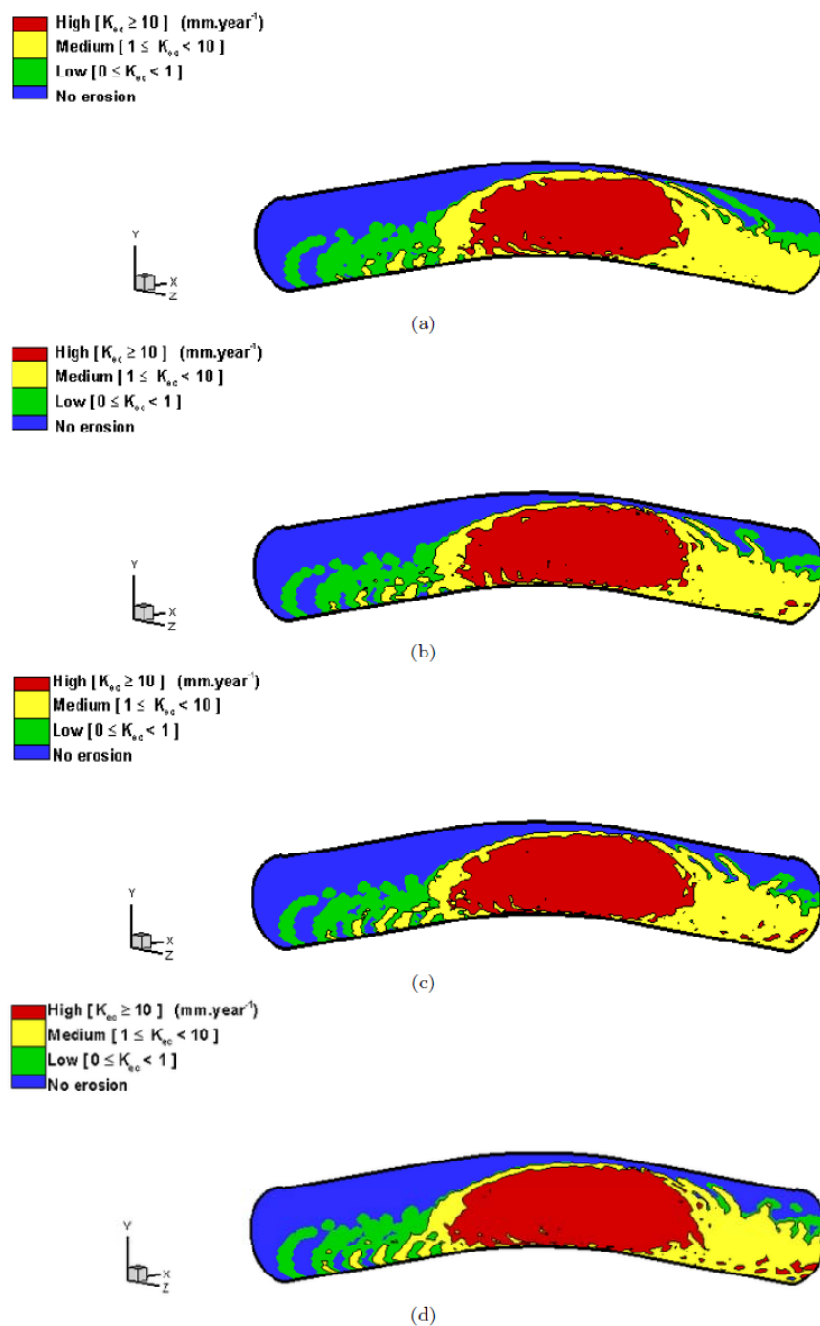 High [ K_ec ≥ 10 ] (mm.year⁻¹)
Medium [ 1 ≤ K_ec < 10 ]
Low [ 0 ≤ K_ec < 1 ]
No erosion
Y
X
Z
(a)
High [ K_ec ≥ 10 ] (mm.year⁻¹)
Medium [ 1 ≤ K_ec < 10 ]
Low [ 0 ≤ K_ec < 1 ]
No erosion
Y
X
Z
(b)
High [ K_ec ≥ 10 ] (mm.year⁻¹)
Medium [ 1 ≤ K_ec < 10 ]
Low [ 0 ≤ K_ec < 1 ]
No erosion
Y
X
Z
(c)
High [ K_ec ≥ 10 ] (mm.year⁻¹)
Medium [ 1 ≤ K_ec < 10 ]
Low [ 0 ≤ K_ec < 1 ]
No erosion
Y
X
Z
(d)